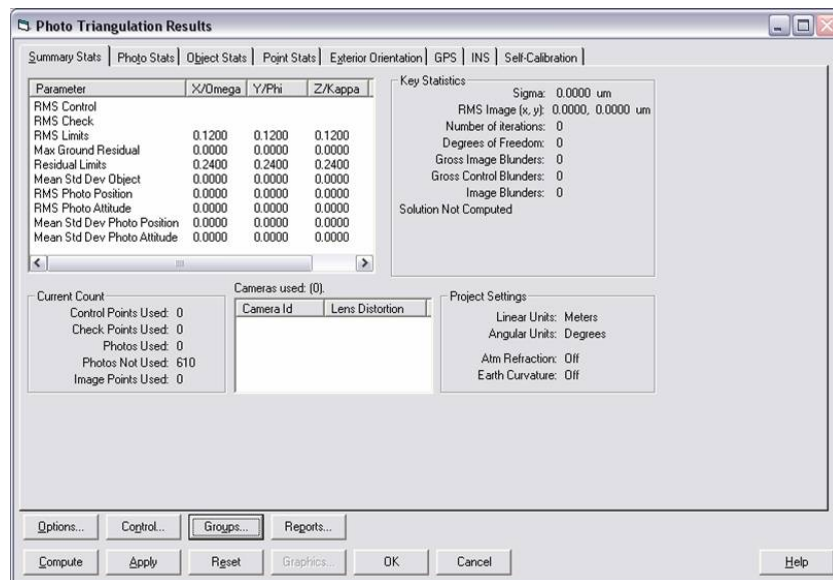 Photo Triangulation Results
Summary Stats Photo Stats Object Stats Point Stats Exterior Orientation GPS INS Self-Calibration
Parameter X/Omega Y/Phi Z/Kappa
RMS Control
RMS Check
RMS Limits 0.1200 0.1200 0.1200
Max Ground Residual 0.0000 0.0000 0.0000
Residual Limits 0.2400 0.2400 0.2400
Mean Std Dev Object 0.0000 0.0000 0.0000
RMS Photo Position 0.0000 0.0000 0.0000
RMS Photo Attitude 0.0000 0.0000 0.0000
Mean Std Dev Photo Position 0.0000 0.0000 0.0000
Mean Std Dev Photo Attitude 0.0000 0.0000 0.0000
Key Statistics
Sigma: 0.0000 um
RMS Image (x, y): 0.0000, 0.0000 um
Number of iterations: 0
Degrees of Freedom: 0
Gross Image Blunders: 0
Gross Control Blunders: 0
Image Blunders: 0
Solution Not Computed
Current Count
Control Points Used: 0
Check Points Used: 0
Photos Used: 0
Photos Not Used: 610
Image Points Used: 0
Cameras used: (0).
Camera Id Lens Distortion
Project Settings
Linear Units: Meters
Angular Units: Degrees
Atm Refraction: Off
Earth Curvature: Off
Options... Control... Groups... Reports...
Compute Apply Reset Graphics... OK Cancel Help